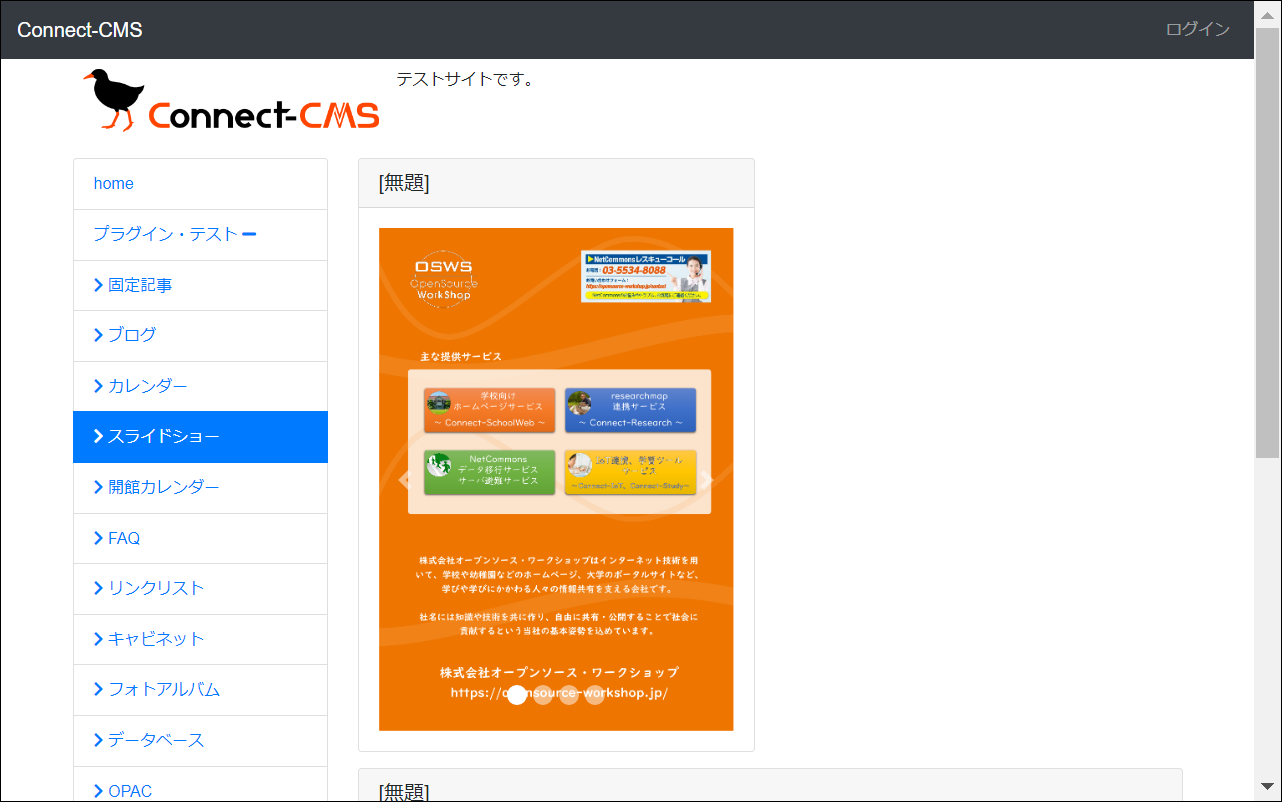 Connect-CMS
ログイン
Connect-CMS
テストサイトです。
home
プラグイン・テスト
固定記事
ブログ
カレンダー
スライドショー
開館カレンダー
FAQ
リンクリスト
キャビネット
フォトアルバム
データベース
OPAC
[無題]
OSWS
OpenSource
WorkShop
NetCommonsレスキューコール
03-5534-8088
主な提供サービス
学校向け
ホームページサービス
~ Connect-SchoolWeb ~
researchmap
連携サービス
~ Connect-Research ~
NetCommons
データ移行サービス
サーバ避難サービス
サービス
~Connect-IoT, Connect-Study~
株式会社オープンソース・ワークショップはインターネット技術を用
いて、学校や幼稚園などのホームページ、大学のポータルサイトなど、
学びや学びにかかわる人々の情報共有を支える会社です。
社名には知識や技術を共に作り、自由に共有・公開することで社会に
貢献するという当社の基本姿勢を込めています。
株式会社オープンソース・ワークショップ
https://opensource-workshop.jp/
[無題]